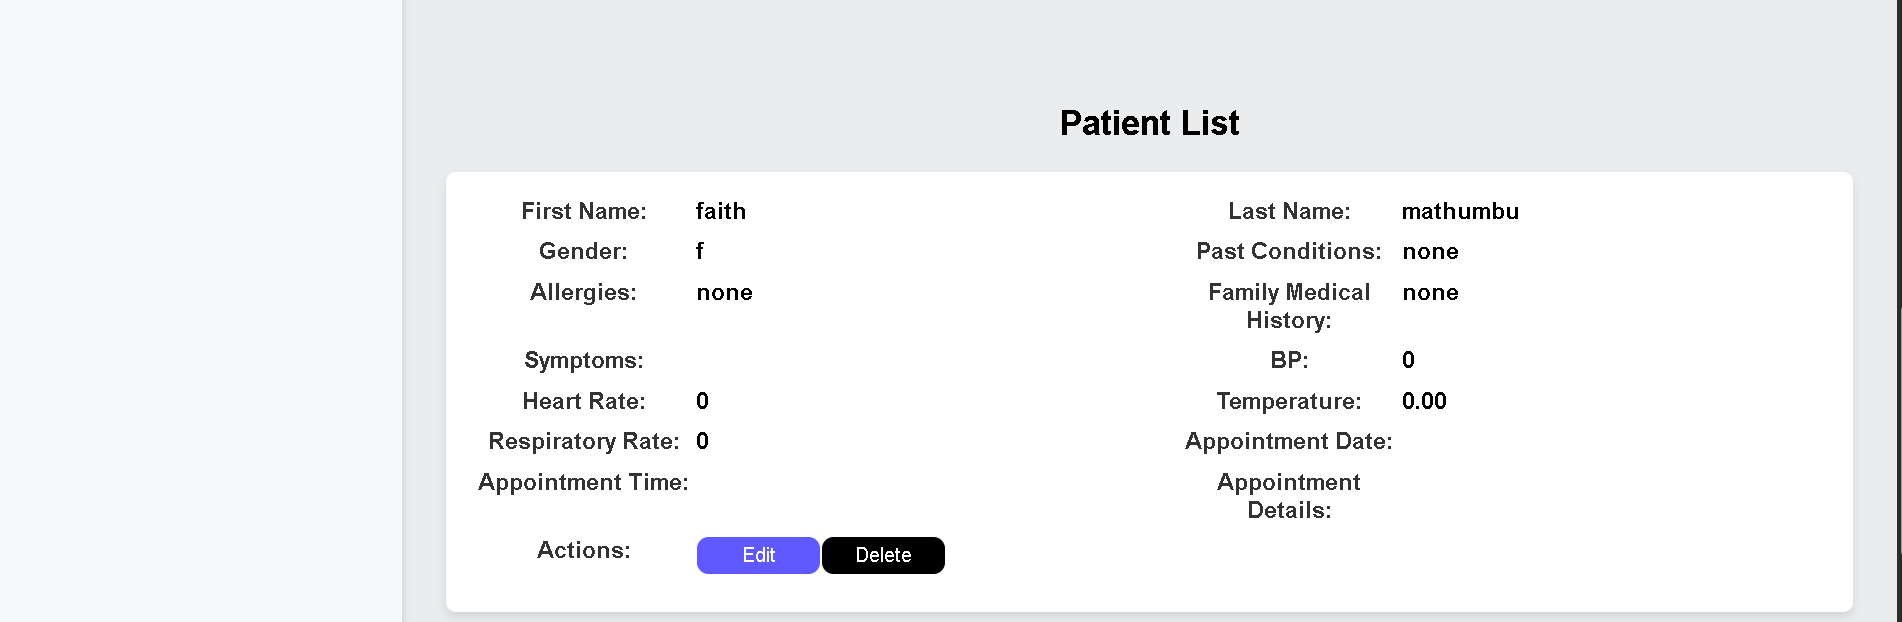 Patient List
First Name: faith Last Name: mathumbu
Gender: f Past Conditions: none
Allergies: none Family Medical none
History:
Symptoms: BP: 0
Heart Rate: 0 Temperature: 0.00
Respiratory Rate: 0 Appointment Date:
Appointment Time: Appointment
Details:
Actions: Edit Delete